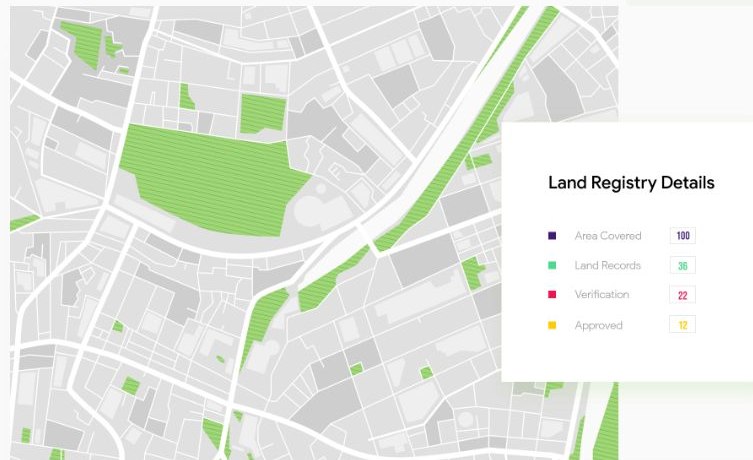 Land Registry Details
Area Covered 100
Land Records 36
Verification 22
Approved 12